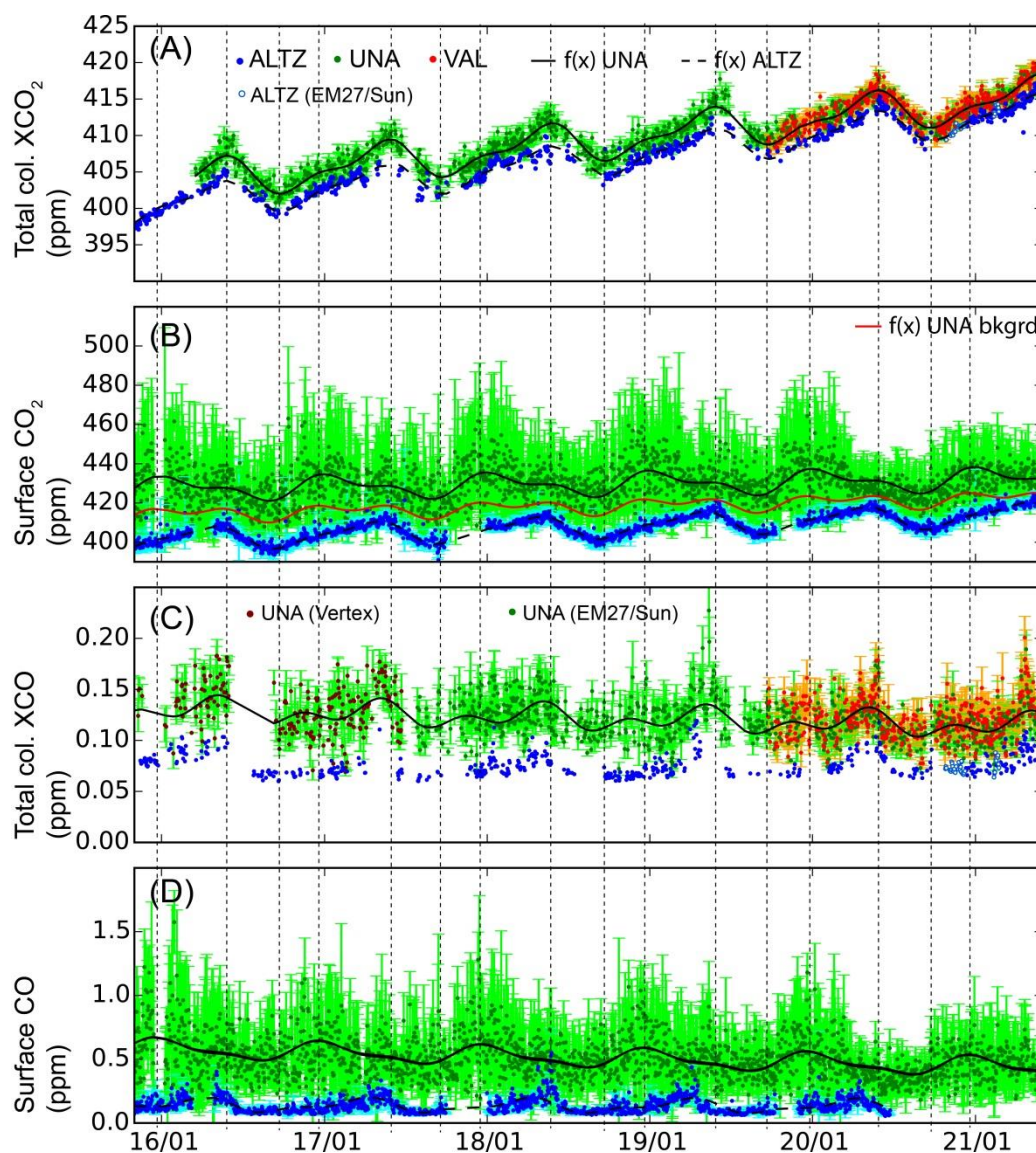 (A)
ALTZ UNA VAL f(x) UNA f(x) ALTZ
ALTZ (EM27/Sun)
Total col. XCO2
(ppm)
425
420
415
410
405
400
395
(B)
f(x) UNA bkgrd
Surface CO2
(ppm)
500
480
460
440
420
400
(C)
UNA (Vertex) UNA (EM27/Sun)
Total col. XCO
(ppm)
0.20
0.15
0.10
0.05
0.00
(D)
Surface CO
(ppm)
1.5
1.0
0.5
0.0
16/01 17/01 18/01 19/01 20/01 21/01